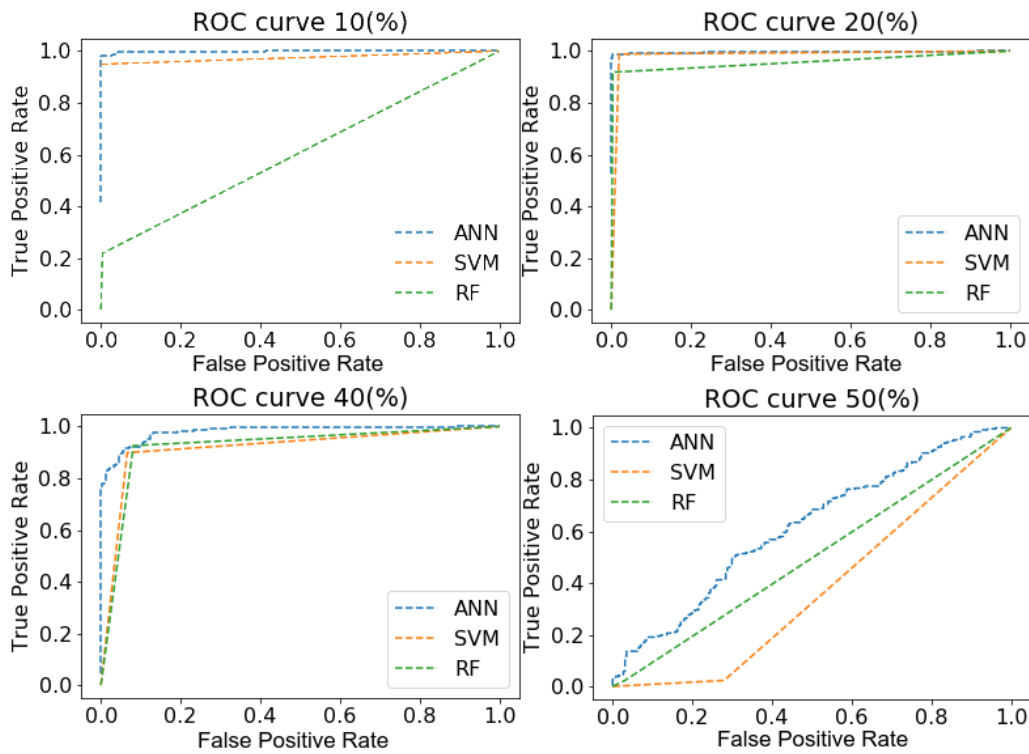 ROC curve 10(%)
True Positive Rate
1.0
0.8
0.6
0.4
0.2
0.0
ANN
SVM
RF
0.0 0.2 0.4 0.6 0.8 1.0
False Positive Rate
ROC curve 20(%)
True Positive Rate
1.0
0.8
0.6
0.4
0.2
0.0
ANN
SVM
RF
0.0 0.2 0.4 0.6 0.8 1.0
False Positive Rate
ROC curve 40(%)
True Positive Rate
1.0
0.8
0.6
0.4
0.2
0.0
ANN
SVM
RF
0.0 0.2 0.4 0.6 0.8 1.0
False Positive Rate
ROC curve 50(%)
True Positive Rate
1.0
0.8
0.6
0.4
0.2
0.0
ANN
SVM
RF
0.0 0.2 0.4 0.6 0.8 1.0
False Positive Rate